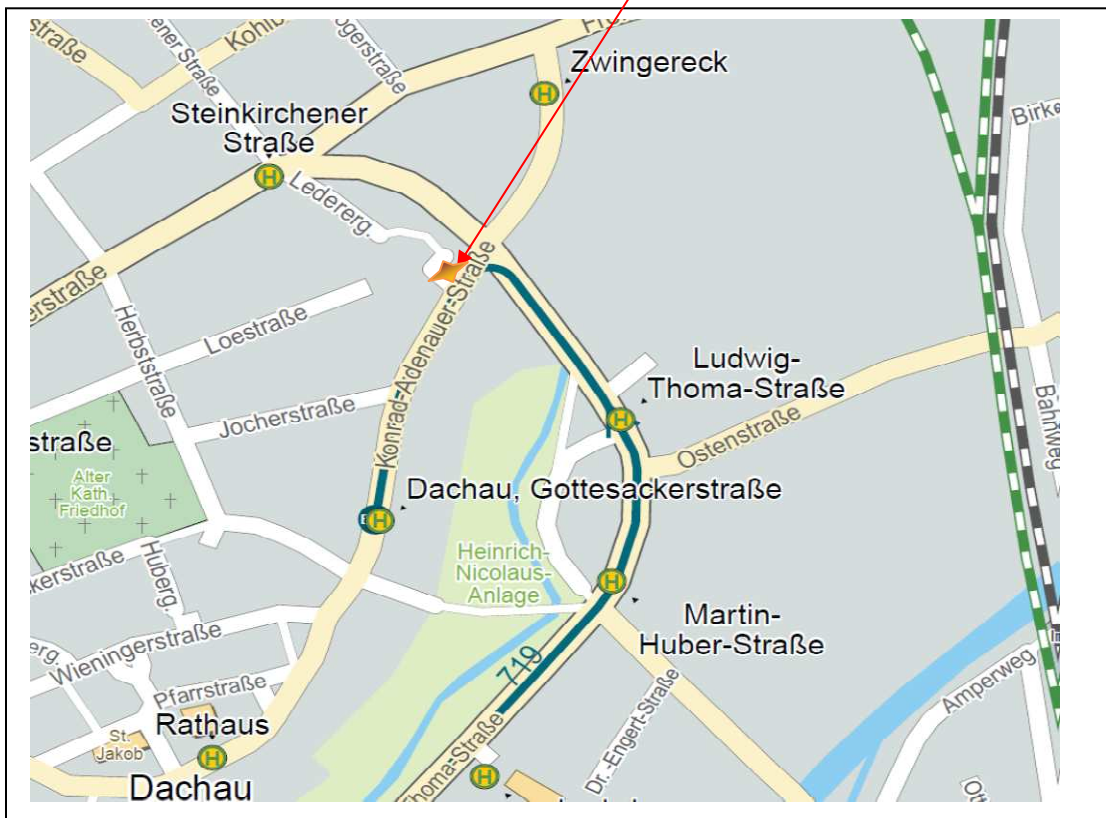 Zwingereck
Steinkirchener
Straße
Lederg.
Konrad-Adenauer-Straße
Herbststraße
Loestraße
Jocherstraße
Ludwig-
Thoma-Straße
Ostenstraße
Bahnweg
straße
Alter
Kath.
Friedhof
Dachau, Gottesackerstraße
H
H
H
H
H
H
H
H
Heinrich-
Nicolaus-
Anlage
Martin-
Huber-Straße
719
kerstraße
Huberg.
Wieningerstraße
Pfarrstraße
Rathaus
St.
Jakob
Dachau
Thoma-Straße
Dr.-Engert-Straße
Amperweg